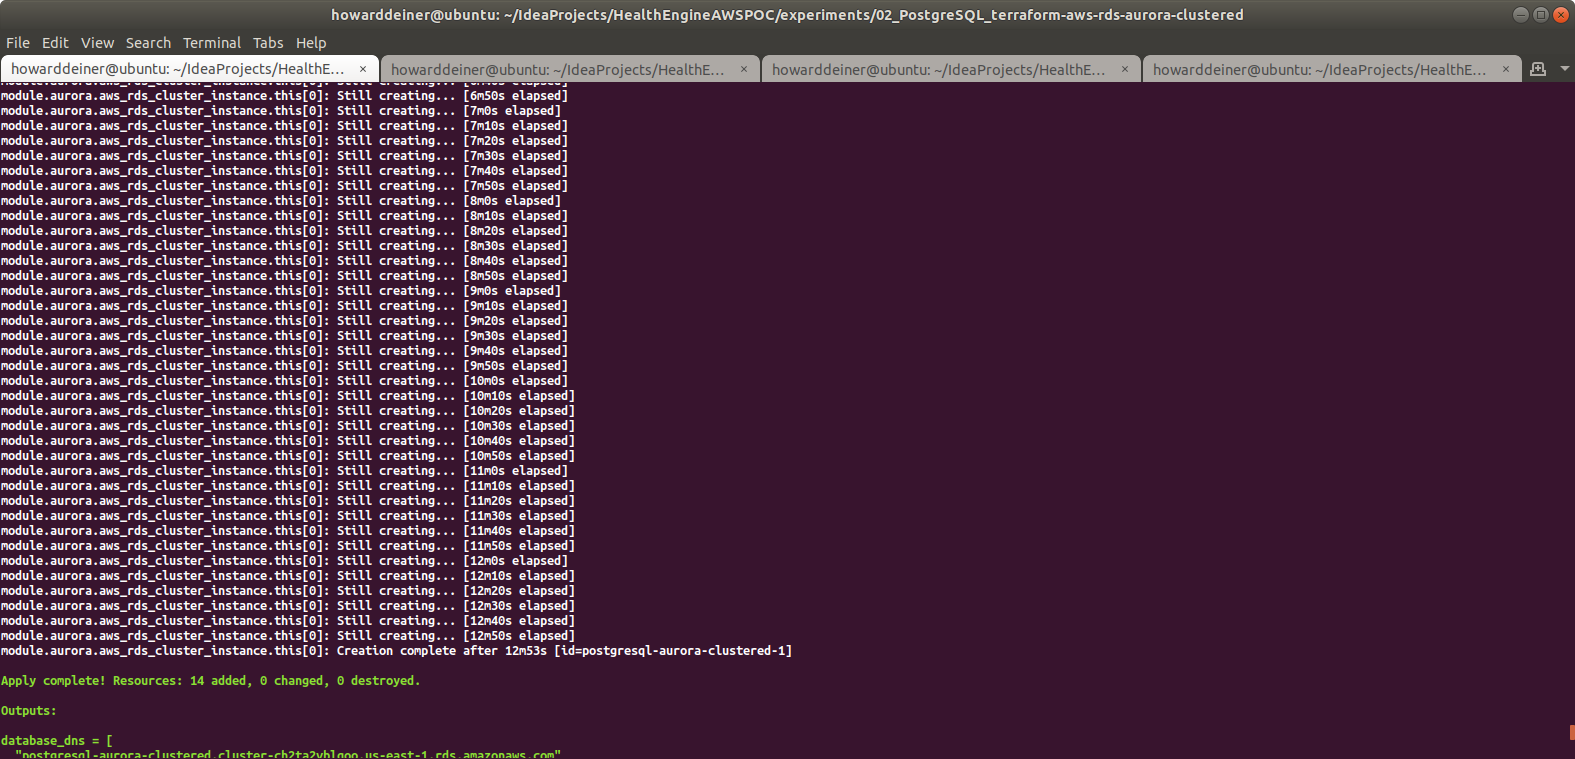 howarddeiner@ubuntu: ~/IdeaProjects/HealthEngineAWSPOC/experiments/02_PostgreSQL_terraform-aws-rds-aurora-clustered
File Edit View Search Terminal Tabs Help
howarddeiner@ubuntu: ~/IdeaProjects/HealthE... × howarddeiner@ubuntu: ~/IdeaProjects/HealthE... × howarddeiner@ubuntu: ~/IdeaProjects/HealthE... × howarddeiner@ubuntu: ~/IdeaProjects/HealthE... ×
module.aurora.aws_rds_cluster_instance.this[0]: Still creating... [6m50s elapsed]
module.aurora.aws_rds_cluster_instance.this[0]: Still creating... [7m0s elapsed]
module.aurora.aws_rds_cluster_instance.this[0]: Still creating... [7m10s elapsed]
module.aurora.aws_rds_cluster_instance.this[0]: Still creating... [7m20s elapsed]
module.aurora.aws_rds_cluster_instance.this[0]: Still creating... [7m30s elapsed]
module.aurora.aws_rds_cluster_instance.this[0]: Still creating... [7m40s elapsed]
module.aurora.aws_rds_cluster_instance.this[0]: Still creating... [7m50s elapsed]
module.aurora.aws_rds_cluster_instance.this[0]: Still creating... [8m0s elapsed]
module.aurora.aws_rds_cluster_instance.this[0]: Still creating... [8m10s elapsed]
module.aurora.aws_rds_cluster_instance.this[0]: Still creating... [8m20s elapsed]
module.aurora.aws_rds_cluster_instance.this[0]: Still creating... [8m30s elapsed]
module.aurora.aws_rds_cluster_instance.this[0]: Still creating... [8m40s elapsed]
module.aurora.aws_rds_cluster_instance.this[0]: Still creating... [8m50s elapsed]
module.aurora.aws_rds_cluster_instance.this[0]: Still creating... [9m0s elapsed]
module.aurora.aws_rds_cluster_instance.this[0]: Still creating... [9m10s elapsed]
module.aurora.aws_rds_cluster_instance.this[0]: Still creating... [9m20s elapsed]
module.aurora.aws_rds_cluster_instance.this[0]: Still creating... [9m30s elapsed]
module.aurora.aws_rds_cluster_instance.this[0]: Still creating... [9m40s elapsed]
module.aurora.aws_rds_cluster_instance.this[0]: Still creating... [9m50s elapsed]
module.aurora.aws_rds_cluster_instance.this[0]: Still creating... [10m0s elapsed]
module.aurora.aws_rds_cluster_instance.this[0]: Still creating... [10m10s elapsed]
module.aurora.aws_rds_cluster_instance.this[0]: Still creating... [10m20s elapsed]
module.aurora.aws_rds_cluster_instance.this[0]: Still creating... [10m30s elapsed]
module.aurora.aws_rds_cluster_instance.this[0]: Still creating... [10m40s elapsed]
module.aurora.aws_rds_cluster_instance.this[0]: Still creating... [10m50s elapsed]
module.aurora.aws_rds_cluster_instance.this[0]: Still creating... [11m0s elapsed]
module.aurora.aws_rds_cluster_instance.this[0]: Still creating... [11m10s elapsed]
module.aurora.aws_rds_cluster_instance.this[0]: Still creating... [11m20s elapsed]
module.aurora.aws_rds_cluster_instance.this[0]: Still creating... [11m30s elapsed]
module.aurora.aws_rds_cluster_instance.this[0]: Still creating... [11m40s elapsed]
module.aurora.aws_rds_cluster_instance.this[0]: Still creating... [11m50s elapsed]
module.aurora.aws_rds_cluster_instance.this[0]: Still creating... [12m0s elapsed]
module.aurora.aws_rds_cluster_instance.this[0]: Still creating... [12m10s elapsed]
module.aurora.aws_rds_cluster_instance.this[0]: Still creating... [12m20s elapsed]
module.aurora.aws_rds_cluster_instance.this[0]: Still creating... [12m30s elapsed]
module.aurora.aws_rds_cluster_instance.this[0]: Still creating... [12m40s elapsed]
module.aurora.aws_rds_cluster_instance.this[0]: Still creating... [12m50s elapsed]
module.aurora.aws_rds_cluster_instance.this[0]: Creation complete after 12m53s [id=postgresql-aurora-clustered-1]
Apply complete! Resources: 14 added, 0 changed, 0 destroyed.
Outputs:
database_dns = [